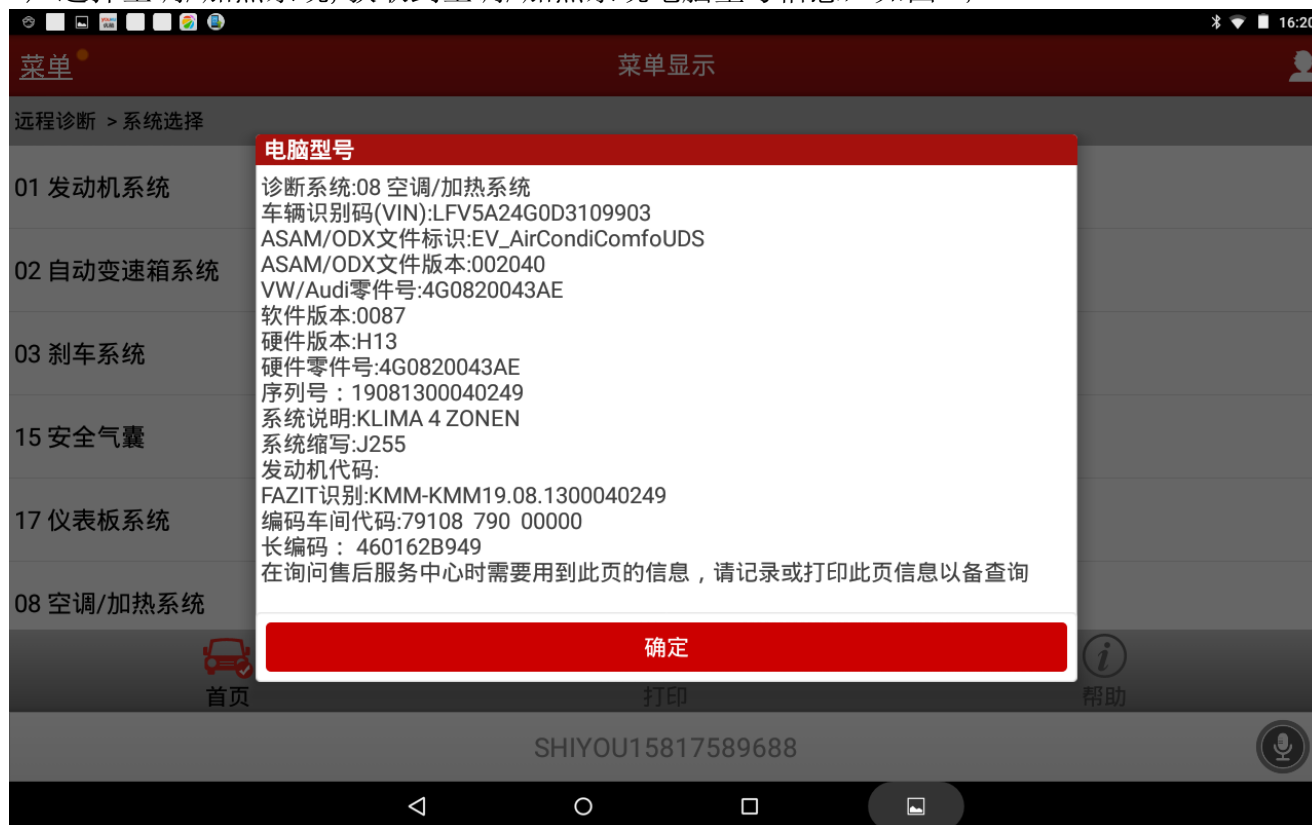 16:20
菜单
菜单显示
远程诊断 >系统选择
01 发动机系统
02 自动变速箱系统
03 刹车系统
15 安全气囊
17 仪表板系统
08 空调/加热系统
电脑型号
诊断系统:08 空调/加热系统
车辆识别码(VIN):LFV5A24G0D3109903
ASAM/ODX文件标识:EV_AirCondiComfoUDS
ASAM/ODX文件版本:002040
VW/Audi零件号:4G0820043AE
软件版本:0087
硬件版本:H13
硬件零件号:4G0820043AE
序列号：19081300040249
系统说明:KLIMA 4 ZONEN
系统缩写:J255
发动机代码:
FAZIT识别:KMM-KMM19.08.1300040249
编码车间代码:79108 790 00000
长编码： 460162B949
在询问售后服务中心时需要用到此页的信息，请记录或打印此页信息以备查询
确定
首页
打印
帮助
SHIYOU15817589688